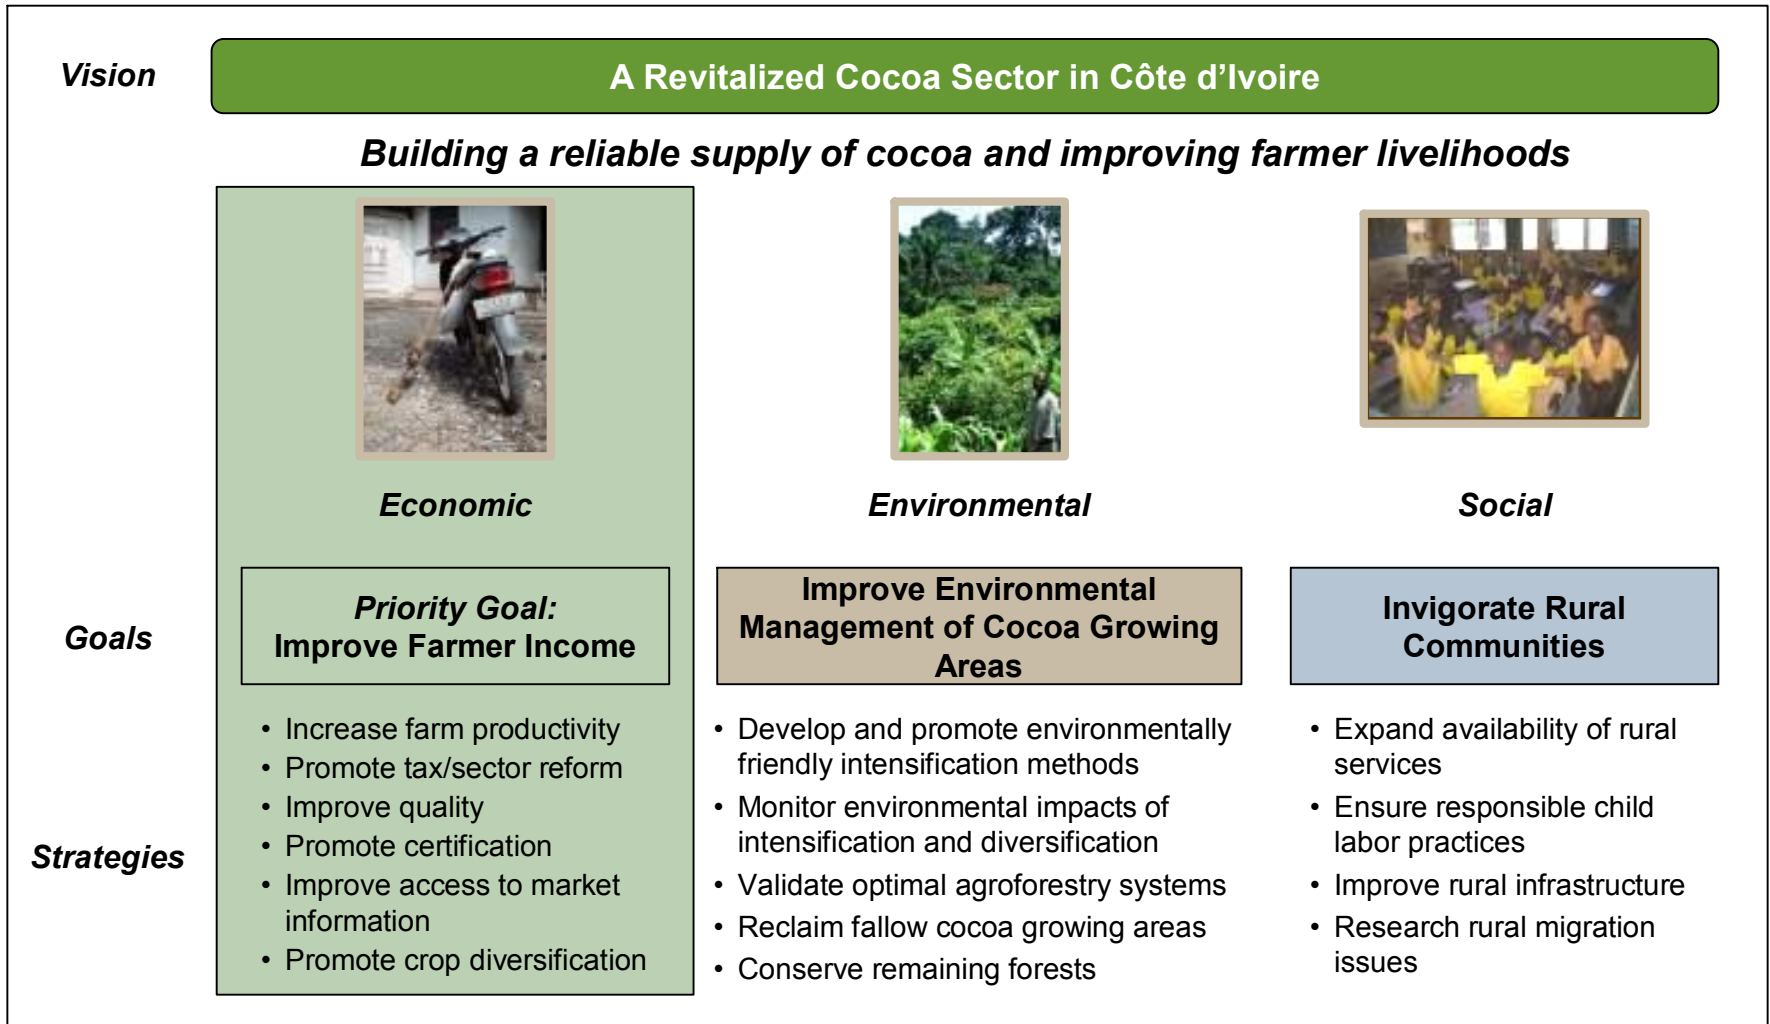 Vision
A Revitalized Cocoa Sector in Côte d’Ivoire
Building a reliable supply of cocoa and improving farmer livelihoods
Economic
Environmental
Social
Goals
Priority Goal:
Improve Farmer Income
Improve Environmental
Management of Cocoa Growing
Areas
Invigorate Rural
Communities
Strategies
• Increase farm productivity
• Promote tax/sector reform
• Improve quality
• Promote certification
• Improve access to market
information
• Promote crop diversification
• Develop and promote environmentally
friendly intensification methods
• Monitor environmental impacts of
intensification and diversification
• Validate optimal agroforestry systems
• Reclaim fallow cocoa growing areas
• Conserve remaining forests
• Expand availability of rural
services
• Ensure responsible child
labor practices
• Improve rural infrastructure
• Research rural migration
issues